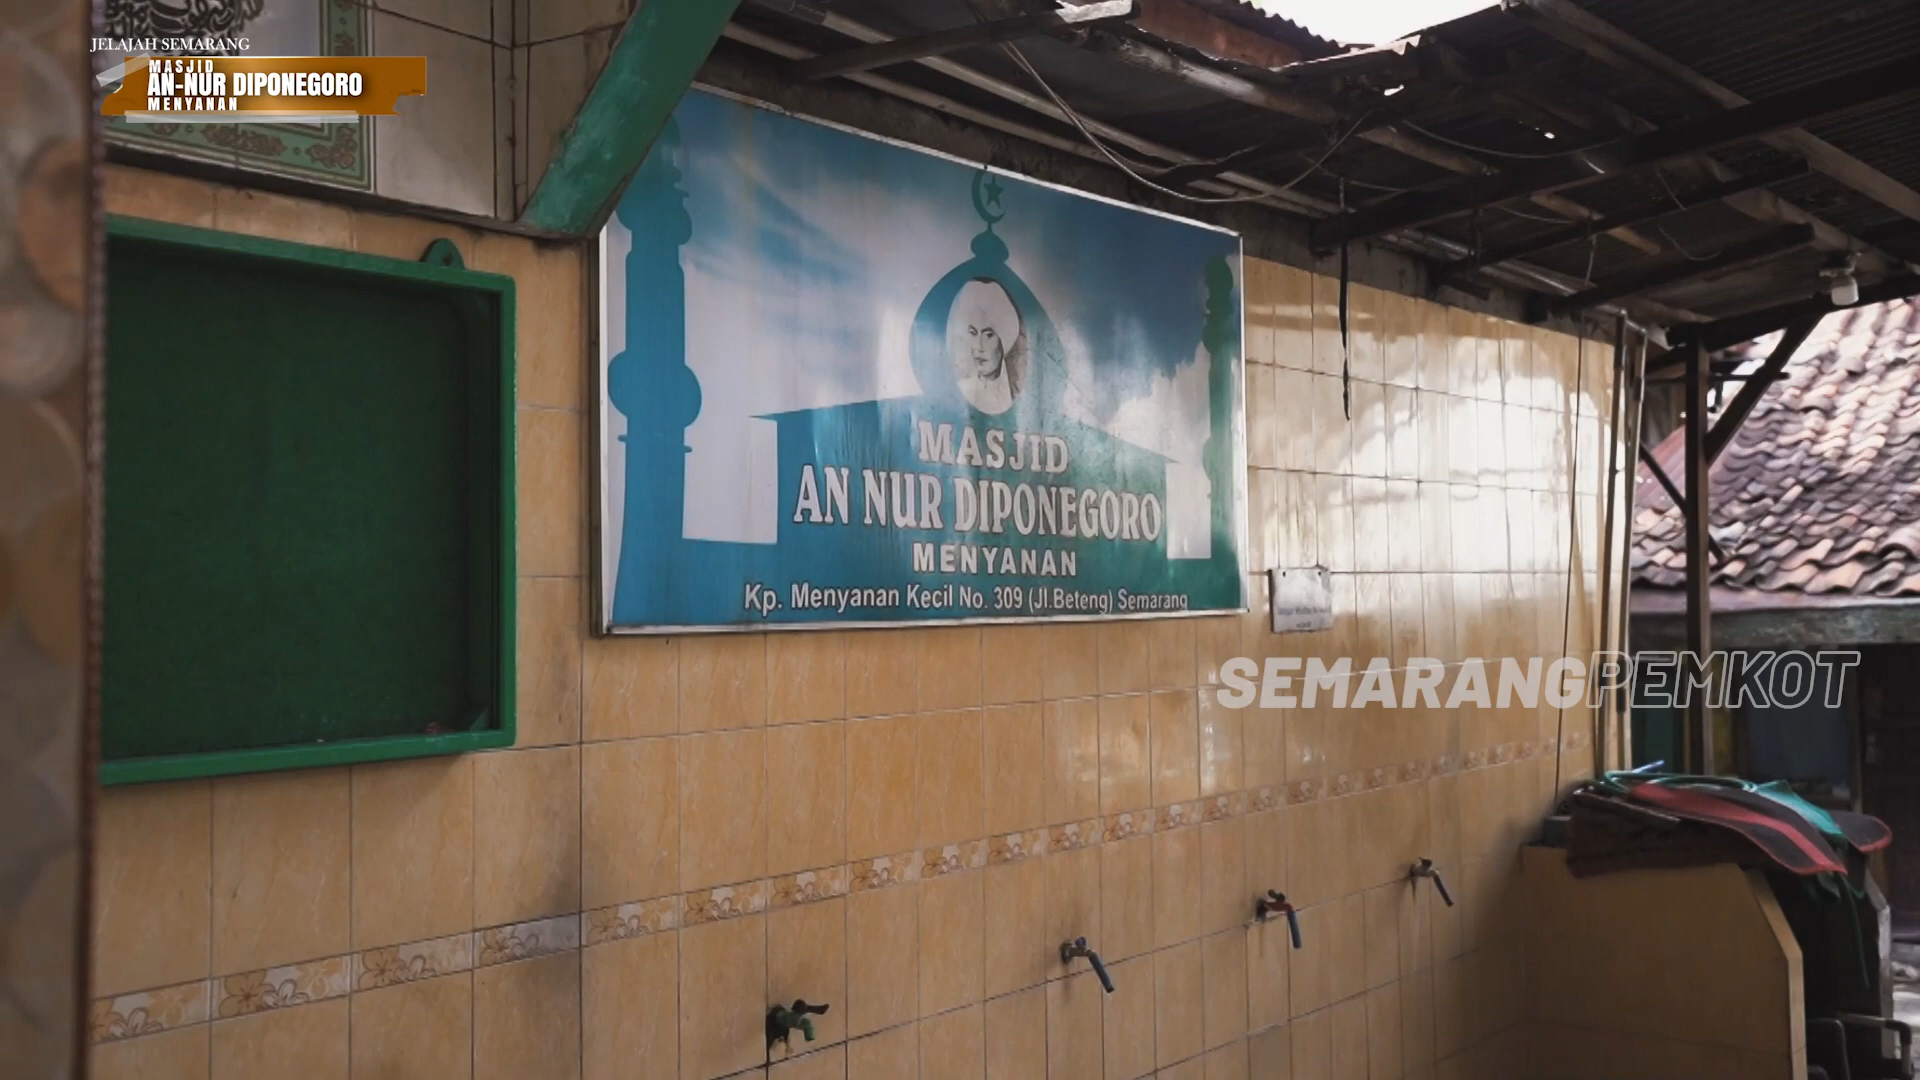 JELAJAH SEMARANG
MASJID
AN-NUR DIPONEGORO
MENYANAN
MASJID
AN NUR DIPONEGORO
MENYANAN
Kp. Menyanan Kecil No. 309 (Jl.Beteng) Semarang
SEMARANGPEMKOT